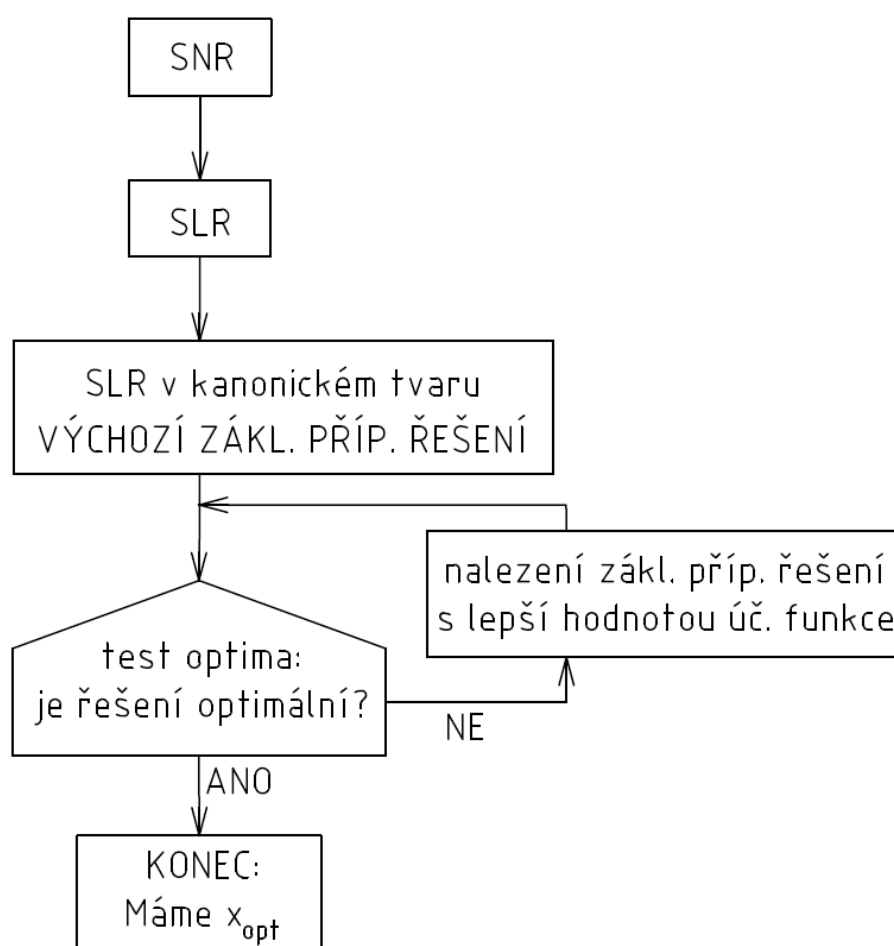 SNR
SLR
SLR v kanonickém tvaru
VÝCHOZÍ ZÁKL. PŘÍP. ŘEŠENÍ
nalezení zákl. příp. řešení
s lepší hodnotou úč. funkce
test optima:
je řešení optimální?
NE
ANO
KONEC:
Máme x_opt